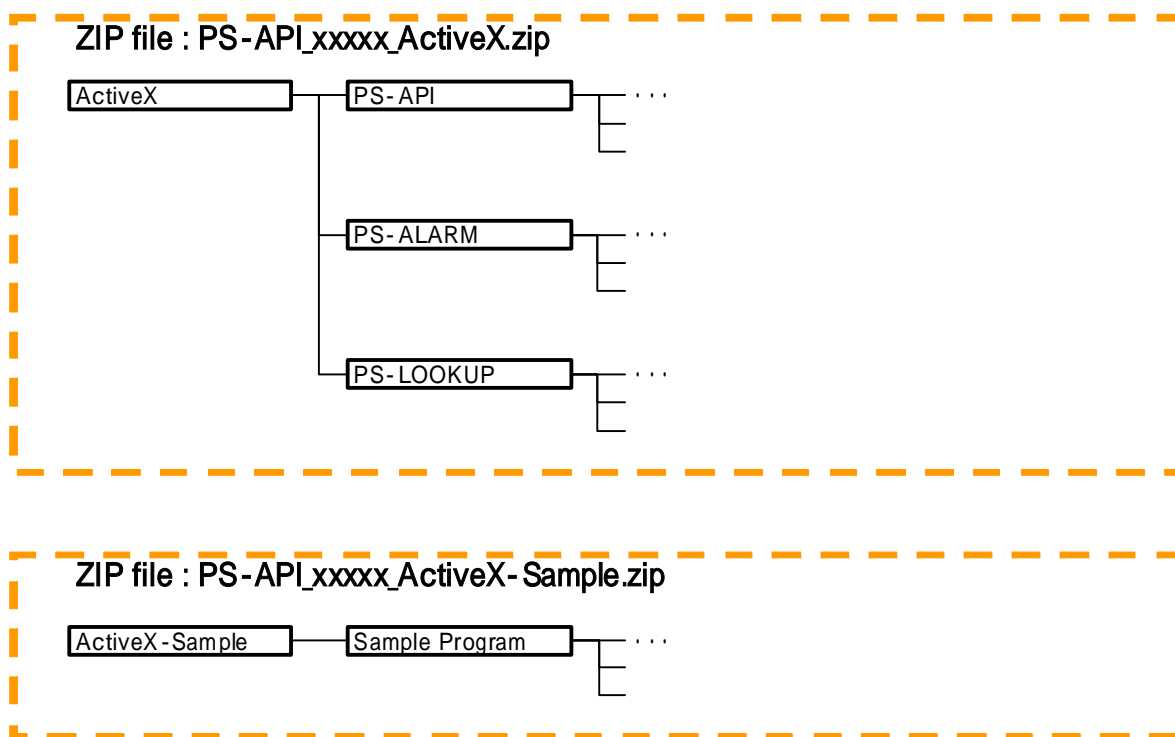 ZIP file : PS-API_xxxxx_ActiveX.zip
ActiveX
PS-API
. . .
PS-ALARM
. . .
PS-LOOKUP
. . .
ZIP file : PS-API_xxxxx_ActiveX-Sample.zip
ActiveX-Sample
Sample Program
. . .